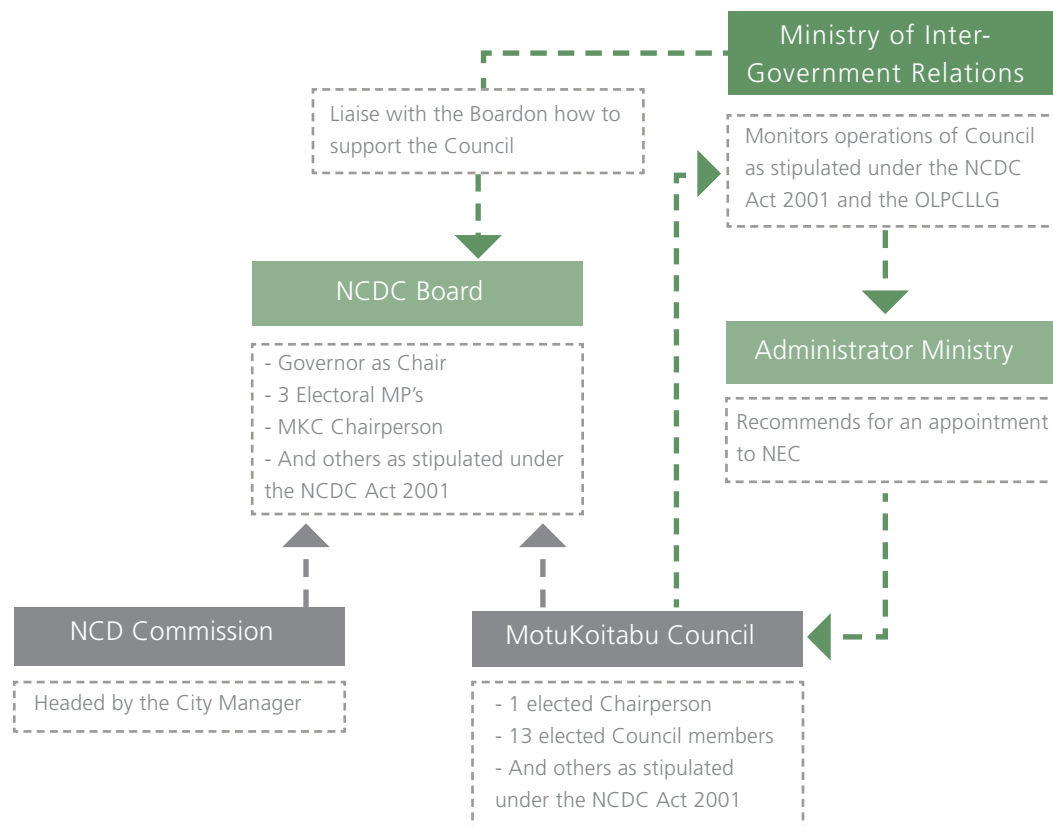 Ministry of Inter-
Government Relations
Liaise with the Boardon how to
support the Council
Monitors operations of Council
as stipulated under the NCDC
Act 2001 and the OLPCLLG
NCDC Board
- Governor as Chair
- 3 Electoral MP's
- MKC Chairperson
- And others as stipulated under
the NCDC Act 2001
Administrator Ministry
Recommends for an appointment
to NEC
NCD Commission
Headed by the City Manager
MotuKoitabu Council
- 1 elected Chairperson
- 13 elected Council members
- And others as stipulated
under the NCDC Act 2001